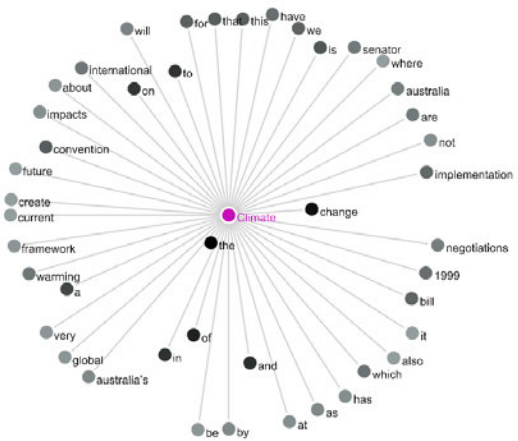 have
for
that
this
will
we
is
senator
where
international
to
about
on
australia
impacts
are
not
convention
future
implementation
create
change
current
Climate
framework
the
negotiations
warming
1999
a
bill
very
of
it
global
in
and
also
australia's
which
has
as
at
be
by